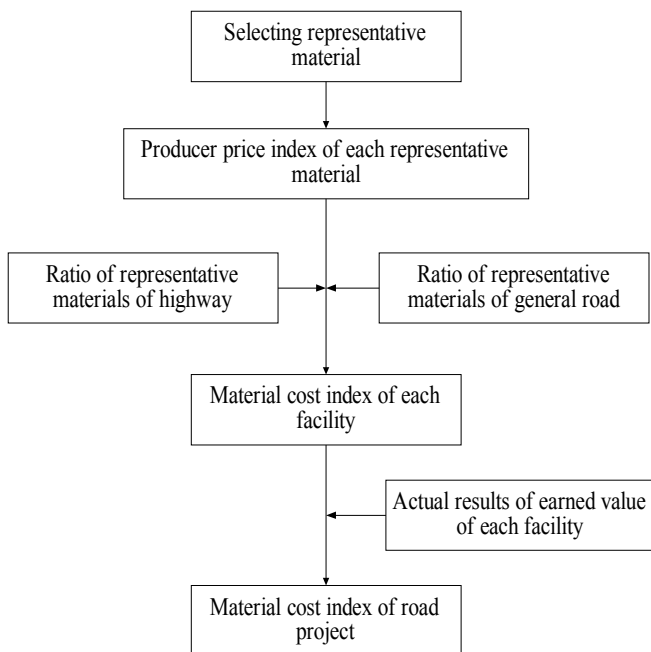 Selecting representative
material
Producer price index of each representative
material
Ratio of representative
materials of highway
Ratio of representative
materials of general road
Material cost index of each
facility
Actual results of earned value
of each facility
Material cost index of road
project